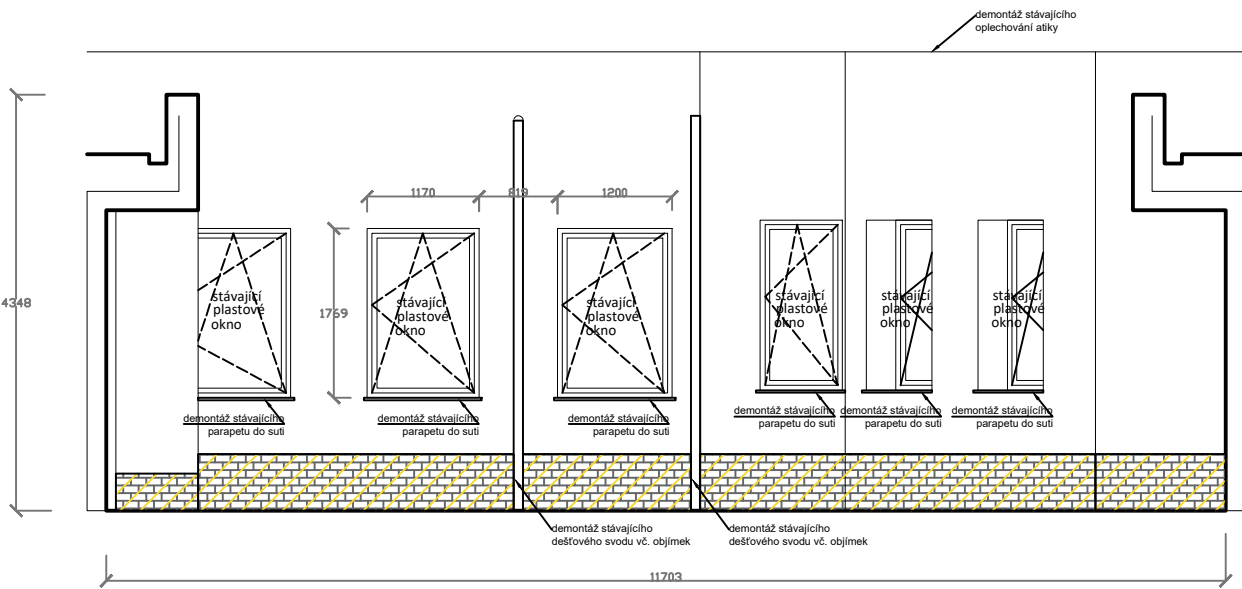 demontáž stávajícího
oplechování atiky
1170
819
1200
4348
1769
stávající
plastové
okno
stávající
plastové
okno
stávající
plastové
okno
stávající
plastové
okno
stávající
plastové
okno
stávající
plastové
okno
demontáž stávajícího
parapetu do suti
demontáž stávajícího
parapetu do suti
demontáž stávajícího
parapetu do suti
demontáž stávajícího
parapetu do suti
demontáž stávajícího
parapetu do suti
demontáž stávajícího
parapetu do suti
demontáž stávajícího
dešťového svodu vč. objímek
demontáž stávajícího
dešťového svodu vč. objímek
11703